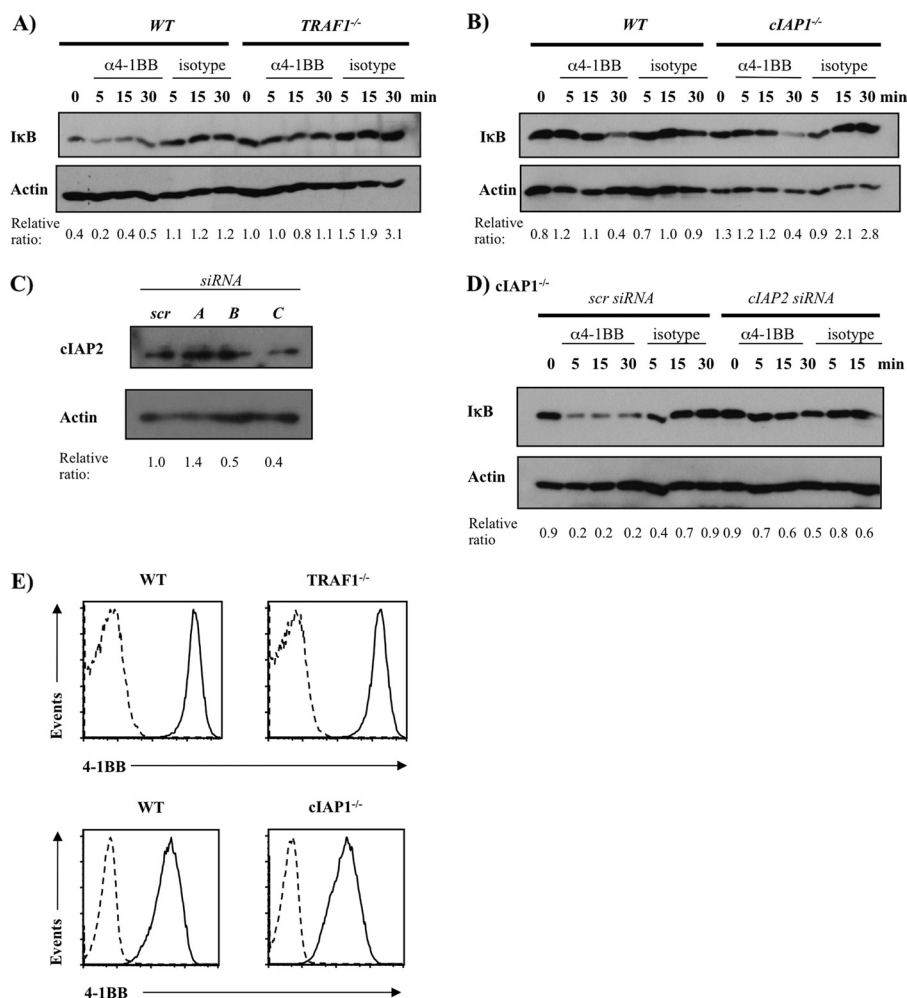 A)
WT TRAF1-/-
α4-1BB isotype α4-1BB isotype
0 5 15 30 5 15 30 0 5 15 30 5 15 30 min
IκB
Actin
Relative
ratio:
0.4 0.2 0.4 0.5 1.1 1.2 1.2 1.0 1.0 0.8 1.1 1.5 1.9 3.1
B)
WT cIAP1-/-
α4-1BB isotype α4-1BB isotype
0 5 15 30 5 15 30 0 5 15 30 5 15 30 min
IκB
Actin
Relative
ratio:
0.8 1.2 1.1 0.4 0.7 1.0 0.9 1.3 1.2 1.2 0.4 0.9 2.1 2.8
C)
siRNA
scr A B C
cIAP2
Actin
Relative
ratio:
1.0 1.4 0.5 0.4
D) cIAP1-/-
scr siRNA cIAP2 siRNA
α4-1BB isotype α4-1BB isotype
0 5 15 30 5 15 30 0 5 15 30 5 15 min
IκB
Actin
Relative
ratio
0.9 0.2 0.2 0.2 0.4 0.7 0.9 0.9 0.7 0.6 0.5 0.8 0.6
E)
WT TRAF1-/-
Events
4-1BB
WT cIAP1-/-
Events
4-1BB